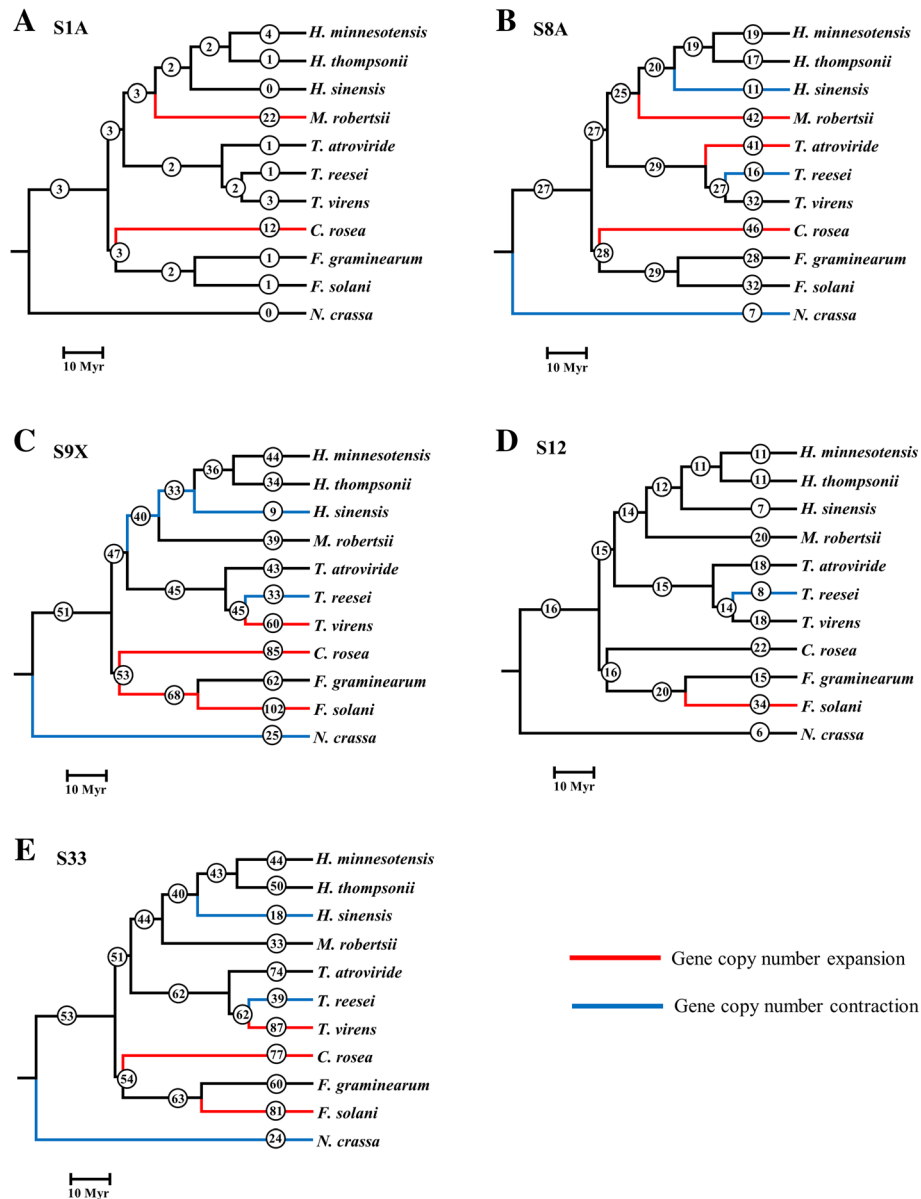 A S1A
4 H. minnesotensis
2
1 H. thompsonii
2
0 H. sinensis
3
22 M. robertsii
3
1 T. atroviride
2
1 T. reesei
2
3 3 T. virens
12 C. rosea
3
1 F. graminearum
2
1 F. solani
0 N. crassa
10 Myr
B S8A
19 H. minnesotensis
19
17 H. thompsonii
20
11 H. sinensis
25
42 M. robertsii
27
41 T. atroviride
29
16 T. reesei
27
27 32 T. virens
46 C. rosea
28
28 F. graminearum
29
32 F. solani
7 N. crassa
10 Myr
C S9X
44 H. minnesotensis
36
34 H. thompsonii
33
9 H. sinensis
40
39 M. robertsii
47
43 T. atroviride
45
33 T. reesei
45
51 60 T. virens
85 C. rosea
53
62 F. graminearum
68
102 F. solani
25 N. crassa
10 Myr
D S12
11 H. minnesotensis
11
11 H. thompsonii
12
7 H. sinensis
14
20 M. robertsii
15
18 T. atroviride
15
8 T. reesei
14
16 18 T. virens
22 C. rosea
16
15 F. graminearum
20
34 F. solani
6 N. crassa
10 Myr
E S33
44 H. minnesotensis
43
50 H. thompsonii
40
18 H. sinensis
44
33 M. robertsii
51
74 T. atroviride
62
39 T. reesei
62
53 87 T. virens
77 C. rosea
54
60 F. graminearum
63
81 F. solani
24 N. crassa
10 Myr
Gene copy number expansion
Gene copy number contraction